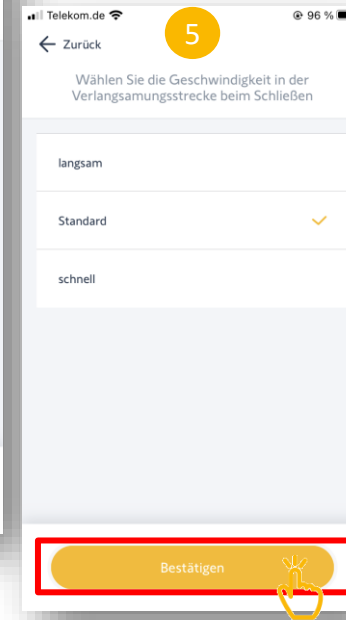 Telekom.de
96 %
5
Zurück
Wählen Sie die Geschwindigkeit in der
Verlangsamungsstrecke beim Schließen
langsam
Standard
schnell
Bestätigen